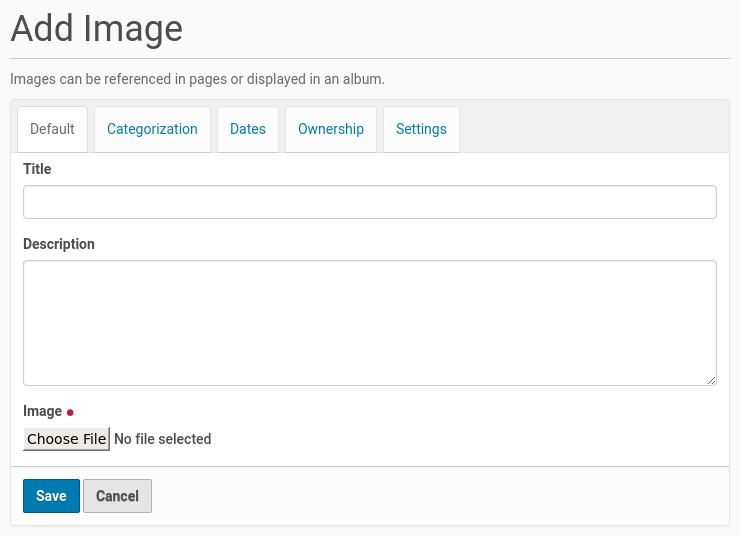 Add Image
Images can be referenced in pages or displayed in an album.
Default Categorization Dates Ownership Settings
Title
Description
Image
Choose File No file selected
Save Cancel